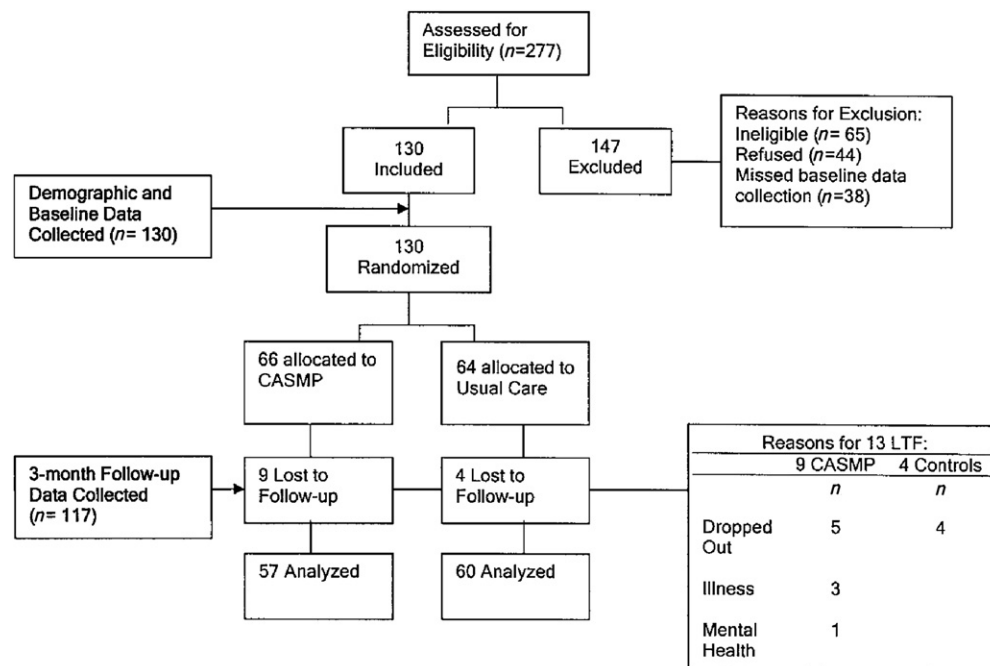 Assessed for
Eligibility (n=277)
130
Included
147
Excluded
Reasons for Exclusion:
Ineligible (n= 65)
Refused (n=44)
Missed baseline data
collection (n=38)
Demographic and
Baseline Data
Collected (n= 130)
130
Randomized
66 allocated to
CASMP
64 allocated to
Usual Care
3-month Follow-up
Data Collected
(n= 117)
9 Lost to
Follow-up
4 Lost to
Follow-up
57 Analyzed
60 Analyzed
Reasons for 13 LTF:
9 CASMP 4 Controls
n n
Dropped 5 4
Out
Illness 3
Mental 1
Health